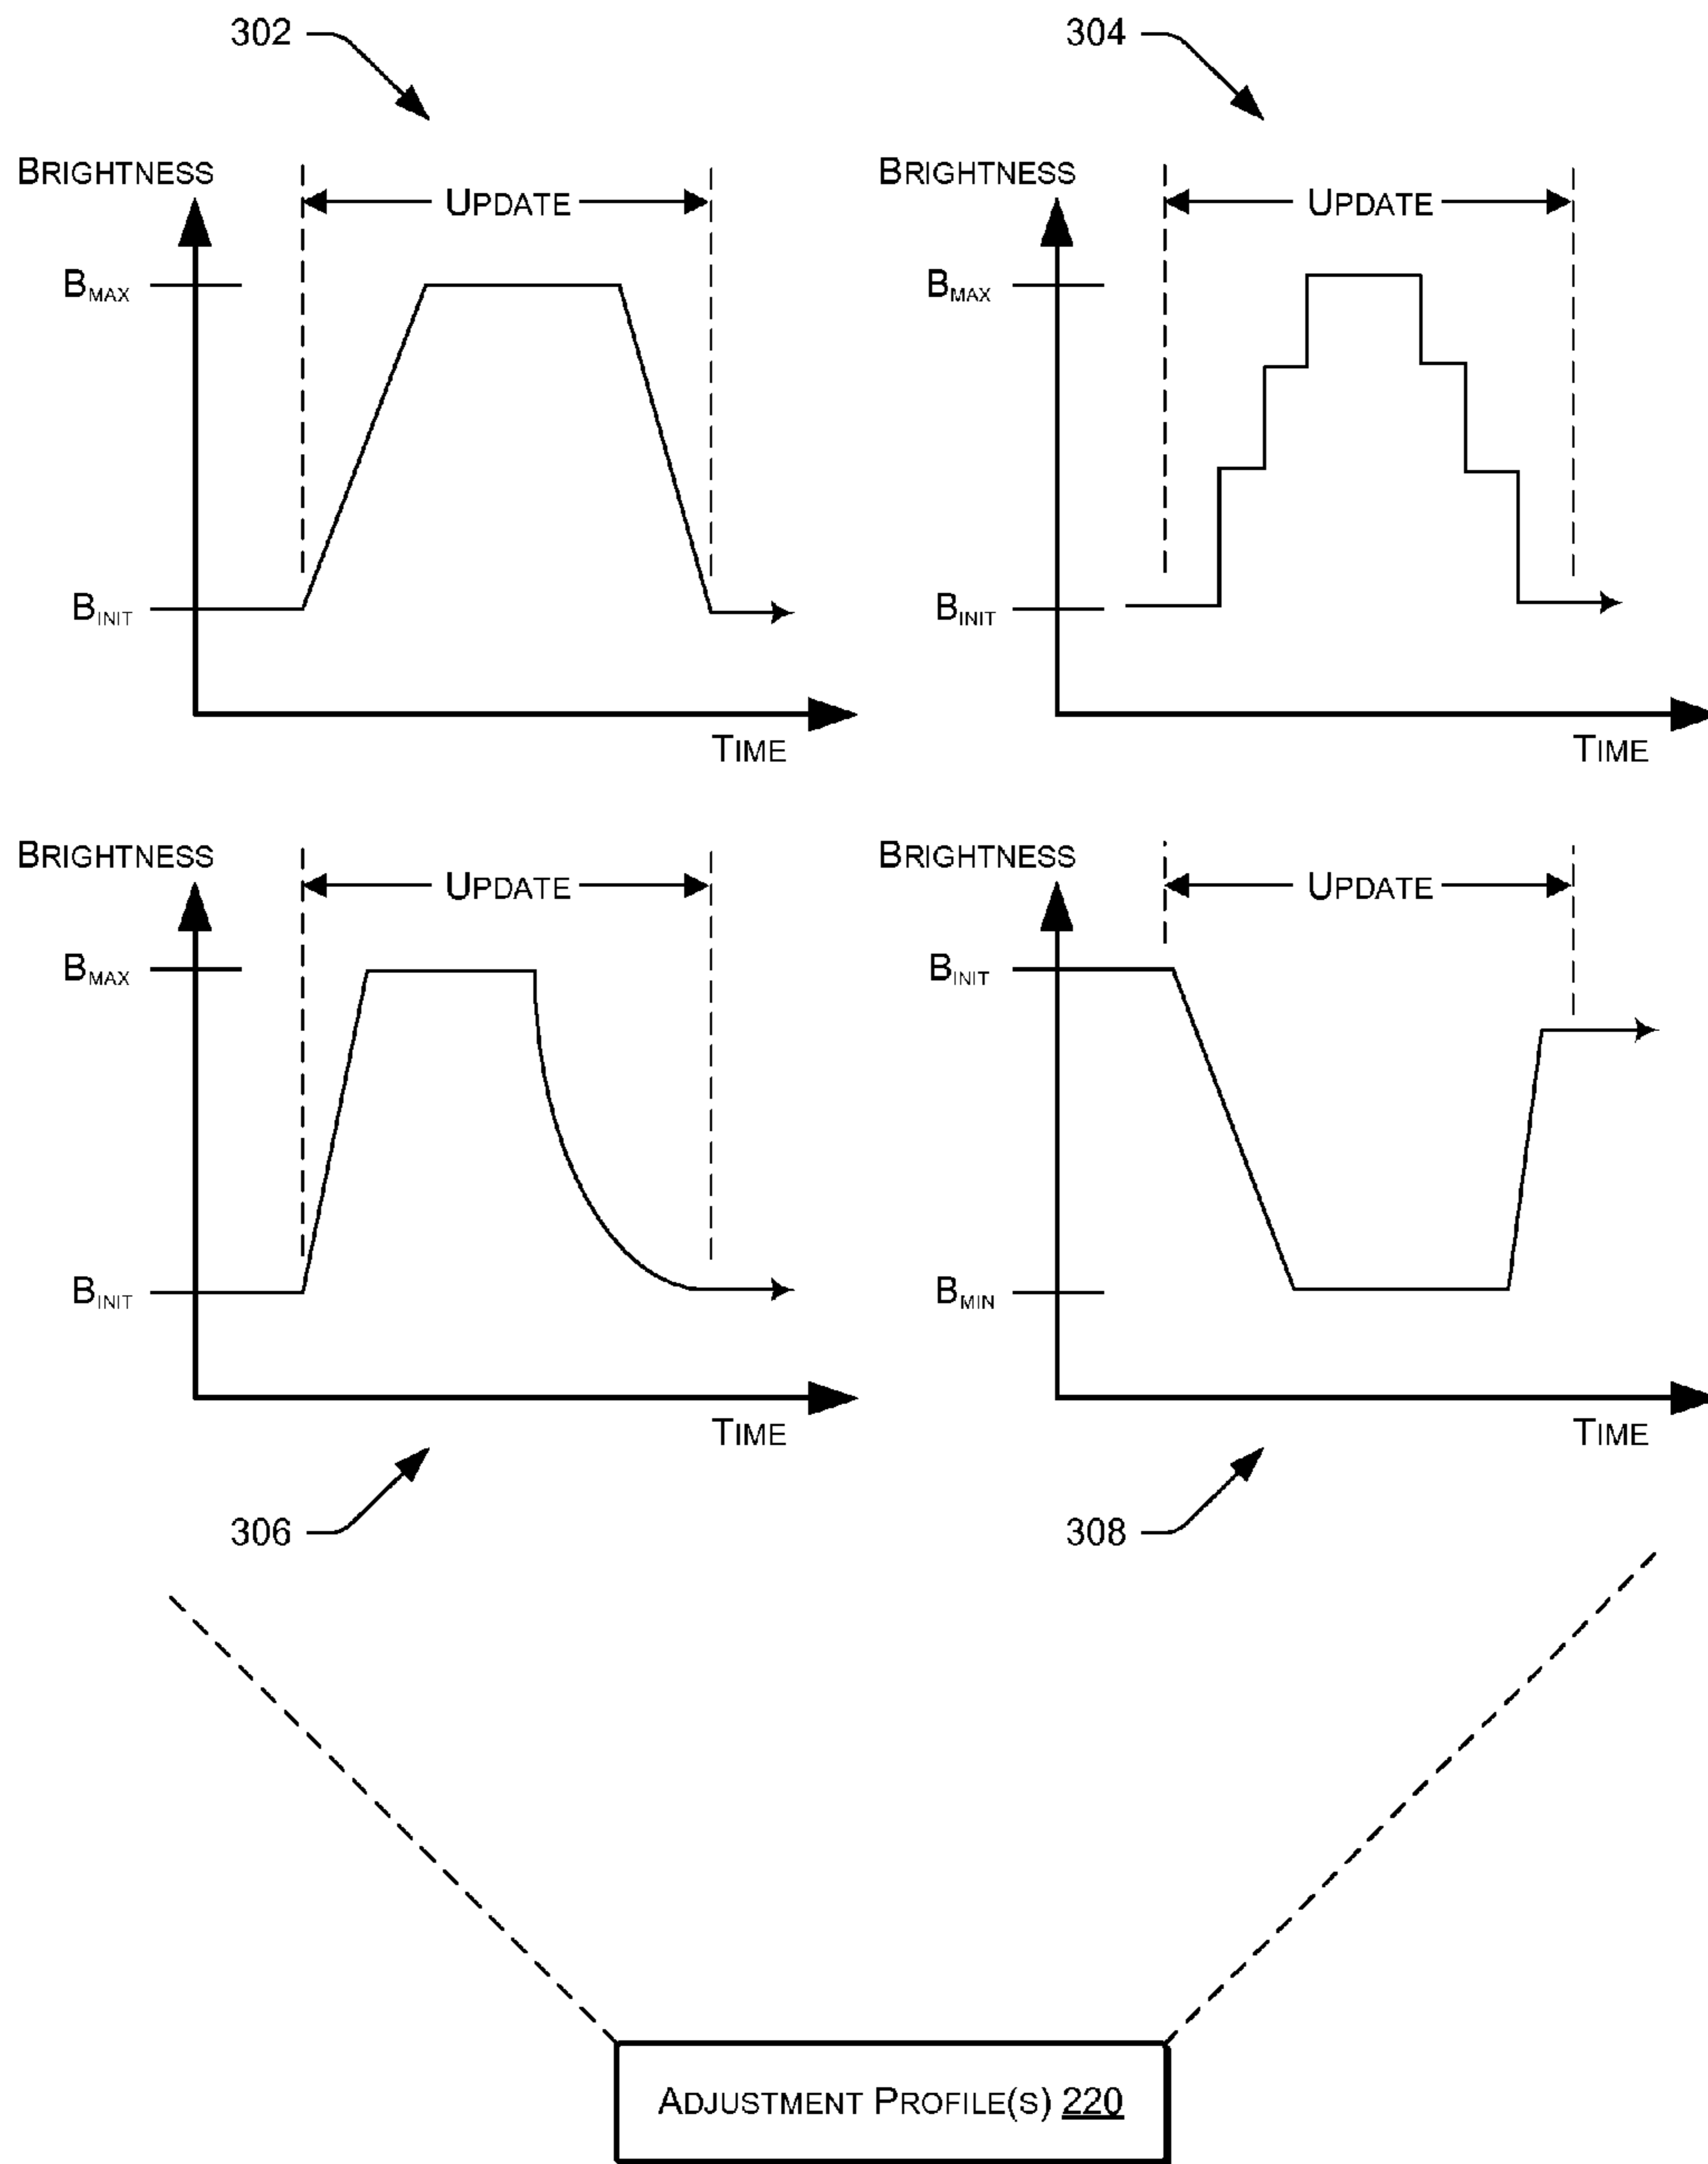 302
304
BRIGHTNESS
UPDATE
BRIGHTNESS
UPDATE
BMAX
BMAX
BINIT
BINIT
TIME
TIME
BRIGHTNESS
UPDATE
BRIGHTNESS
UPDATE
BMAX
BINIT
BINIT
BMIN
TIME
TIME
306
308
ADJUSTMENT PROFILE(S) 220